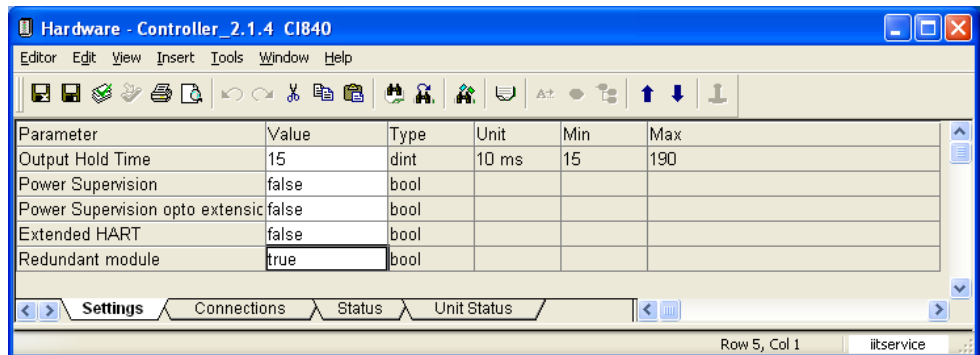 Hardware - Controller_2.1.4 CI840
Editor Edit View Insert Tools Window Help
Parameter Value Type Unit Min Max
Output Hold Time 15 dint 10 ms 15 190
Power Supervision false bool
Power Supervision opto extensic false bool
Extended HART false bool
Redundant module true bool
Settings Connections Status Unit Status
Row 5, Col 1 iitservice